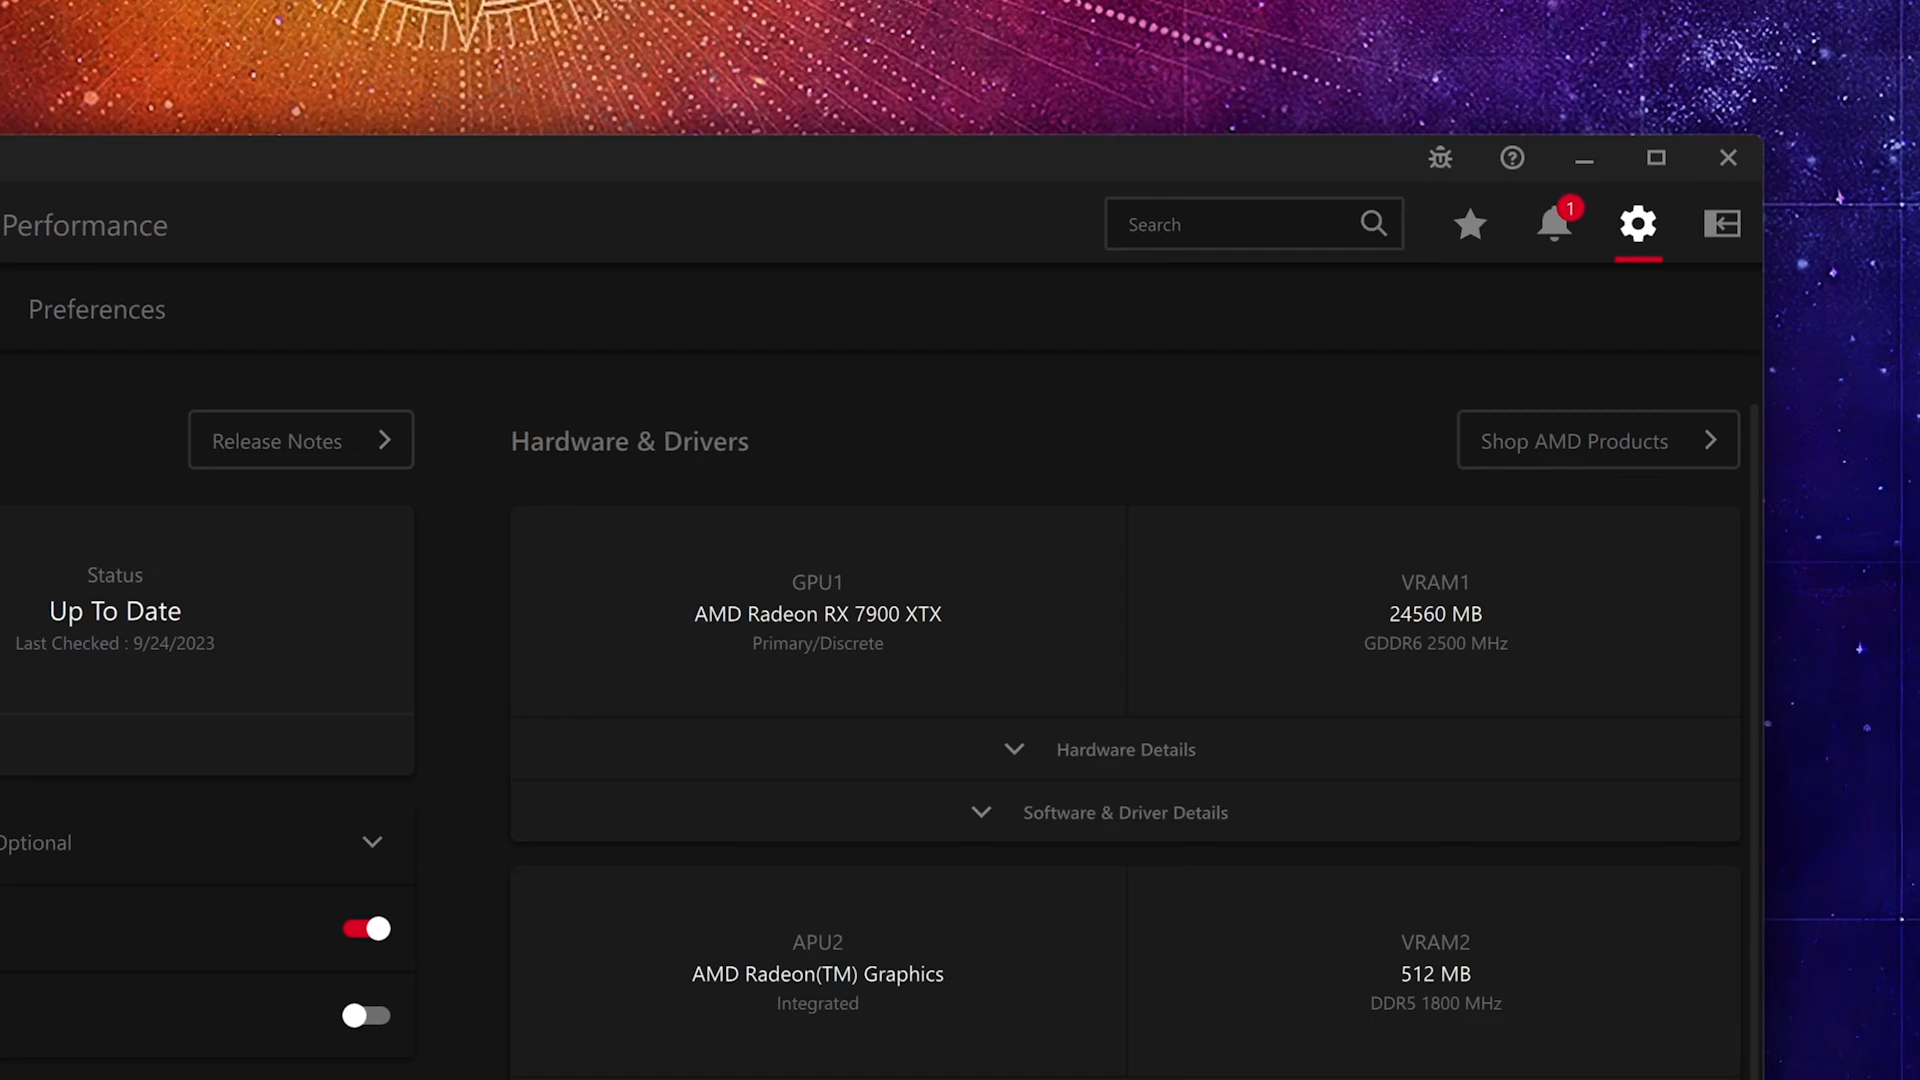 Performance
Search
1
Preferences
Release Notes
Hardware & Drivers
Shop AMD Products
Status
Up To Date
Last Checked : 9/24/2023
GPU1
AMD Radeon RX 7900 XTX
Primary/Discrete
VRAM1
24560 MB
GDDR6 2500 MHz
Hardware Details
Software & Driver Details
Optional
APU2
AMD Radeon(TM) Graphics
Integrated
VRAM2
512 MB
DDR5 1800 MHz